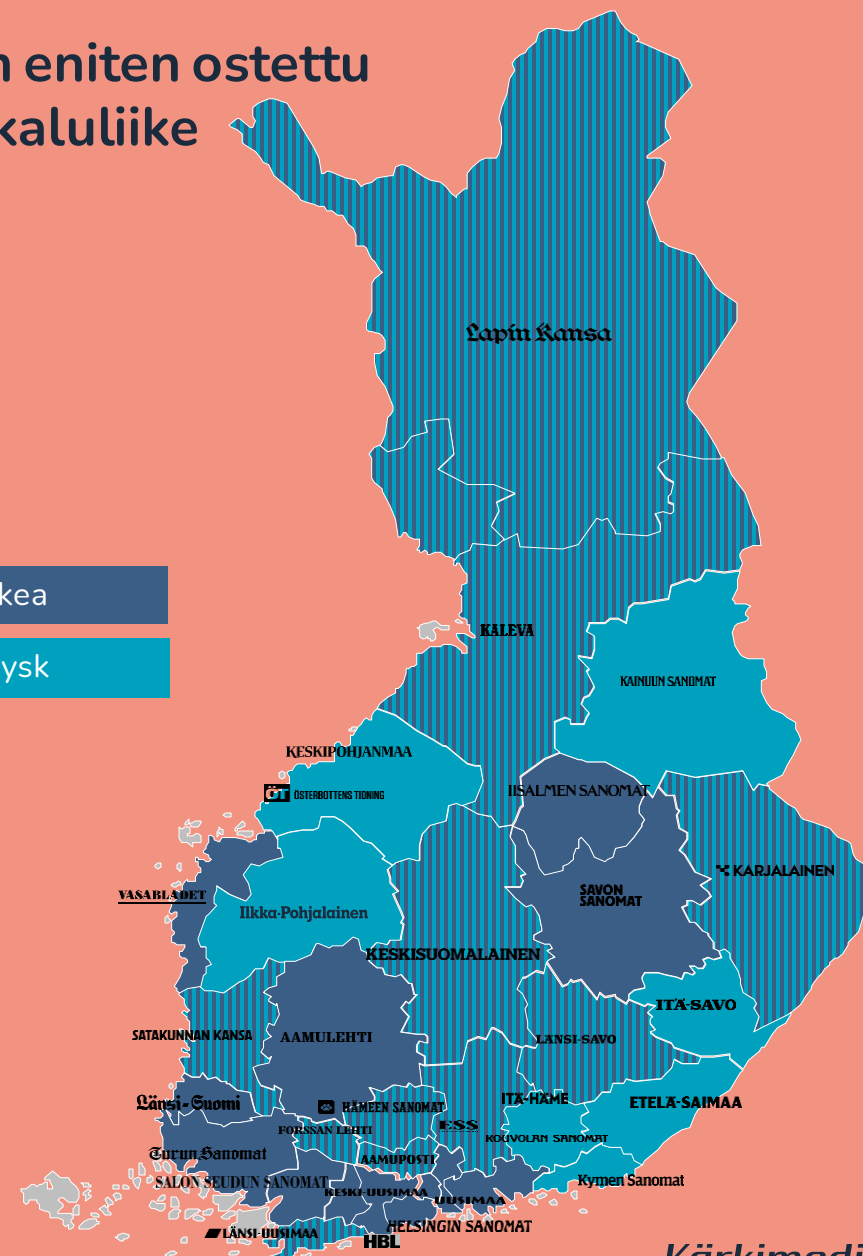 n eniten ostettu
kaluliike
Lapin Kansa
kea
KALEVA
ysk
KAINUUN SANOMAT
KESKIPOHJANMAA
IISALMEN SANOMAT
ÖT ÖSTERBOTTENS TIDNING
KARJALAINEN
VASABLADET
SAVON
SANOMAT
Ilkka-Pohjalainen
KESKISUOMALAINEN
ITÄ-SAVO
SATAKUNNAN KANSA
AAMULEHTI
LÄNSI-SAVO
Länsi-Suomi
HÄMEEN SANOMAT
ITÄ-HÄME
ETELÄ-SAIMAA
FORSSAN LEHTI
ESS
KOUVOLAN SANOMAT
Turun Sanomat
AAMUPOSTI
SALON SEUDUN SANOMAT
Kymen Sanomat
KESKI-UUSIMAA
UUSIMAA
LÄNSI-UUSIMAA
HELSINGIN SANOMAT
HBL
Kärkimedi